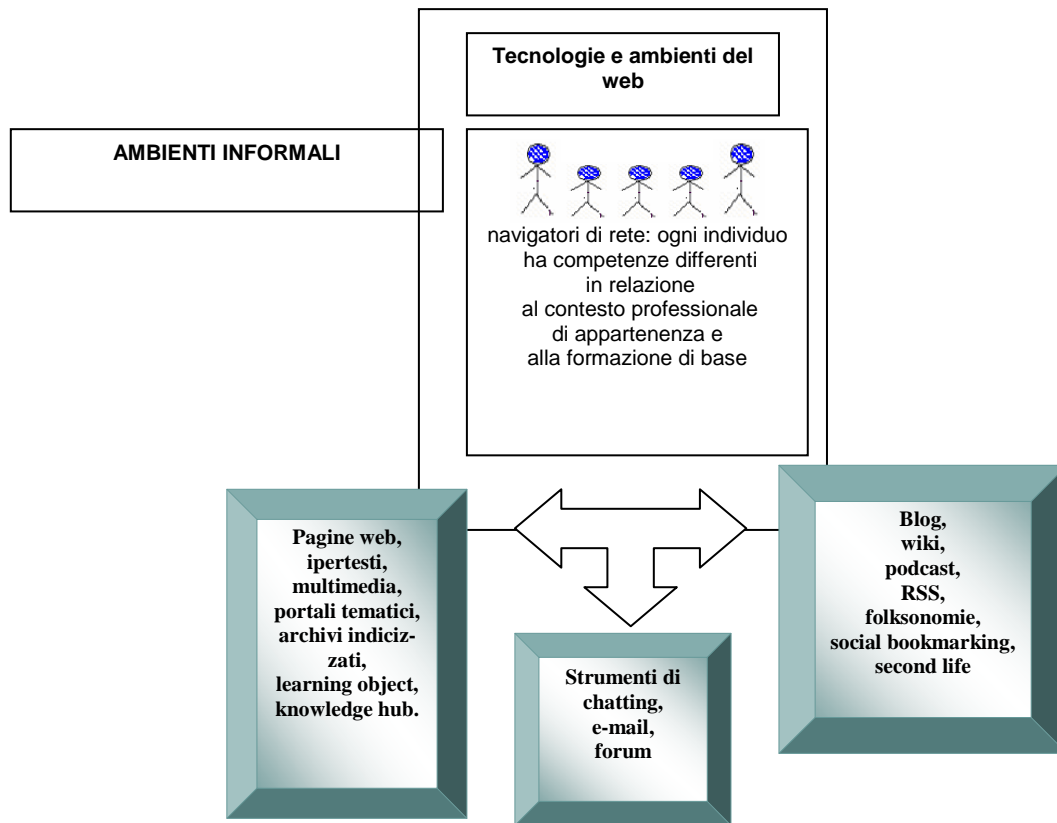 Tecnologie e ambienti del
web
AMBIENTI INFORMALI
navigatori di rete: ogni individuo
ha competenze differenti
in relazione
al contesto professionale
di appartenenza e
alla formazione di base
Pagine web,
ipertesti,
multimedia,
portali tematici,
archivi indiciz-
zati,
learning object,
knowledge hub.
Strumenti di
chatting,
e-mail,
forum
Blog,
wiki,
podcast,
RSS,
folksonomie,
social bookmarking,
second life